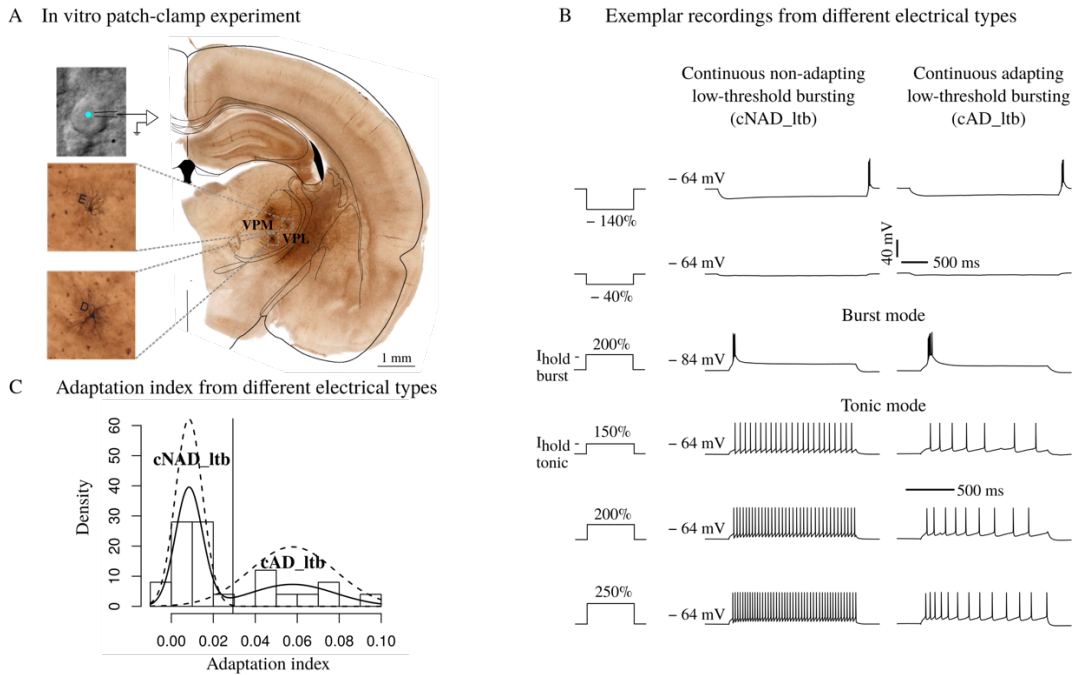 A In vitro patch-clamp experiment
E
D
VPM
VPL
1 mm
B Exemplar recordings from different electrical types
Continuous non-adapting
low-threshold bursting
(cNAD_ltb)
Continuous adapting
low-threshold bursting
(cAD_ltb)
− 140%
− 64 mV
− 40%
− 64 mV
40 mV
500 ms
Burst mode
200%
Ihold
burst
− 84 mV
Tonic mode
150%
Ihold
tonic
− 64 mV
500 ms
200%
− 64 mV
250%
− 64 mV
C Adaptation index from different electrical types
Density
60
50
40
30
20
10
0
cNAD_ltb
cAD_ltb
0.00 0.02 0.04 0.06 0.08 0.10
Adaptation index